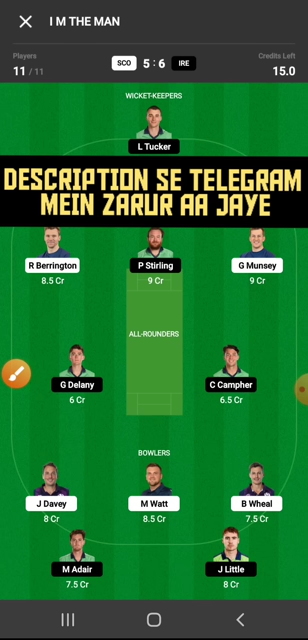 I M THE MAN
Players
Credits Left
11 / 11
SCO 5 : 6 IRE
15.0
WICKET-KEEPERS
L Tucker
DESCRIPTION SE TELEGRAM
MEIN ZARUR AA JAYE
R Berrington
P Stirling
G Munsey
8.5 Cr
9 Cr
9 Cr
ALL-ROUNDERS
G Delany
C Campher
6 Cr
6.5 Cr
BOWLERS
J Davey
M Watt
B Wheal
8 Cr
8.5 Cr
7.5 Cr
M Adair
J Little
7.5 Cr
8 Cr